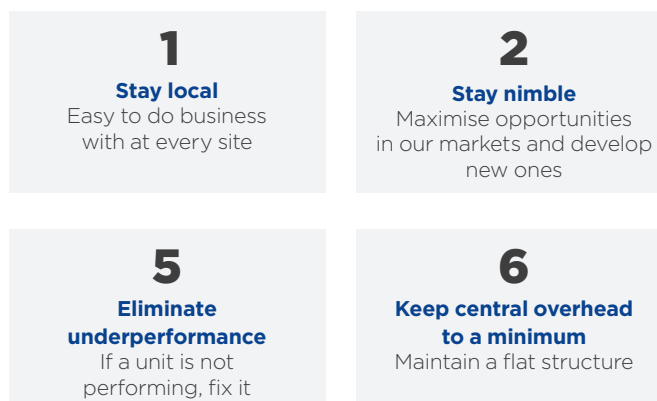 1
Stay local
Easy to do business
with at every site
2
Stay nimble
Maximise opportunities
in our markets and develop
new ones
5
Eliminate
underperformance
If a unit is not
performing, fix it
6
Keep central overhead
to a minimum
Maintain a flat structure